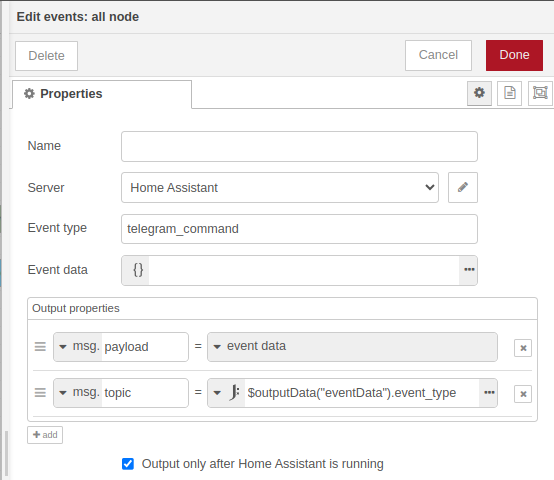 Edit events: all node
Delete
Cancel
Done
Properties
Name
Server
Home Assistant
Event type
telegram_command
Event data
{}
Output properties
msg. payload = event data
msg. topic = J: $outputData("eventData").event_type
add
Output only after Home Assistant is running